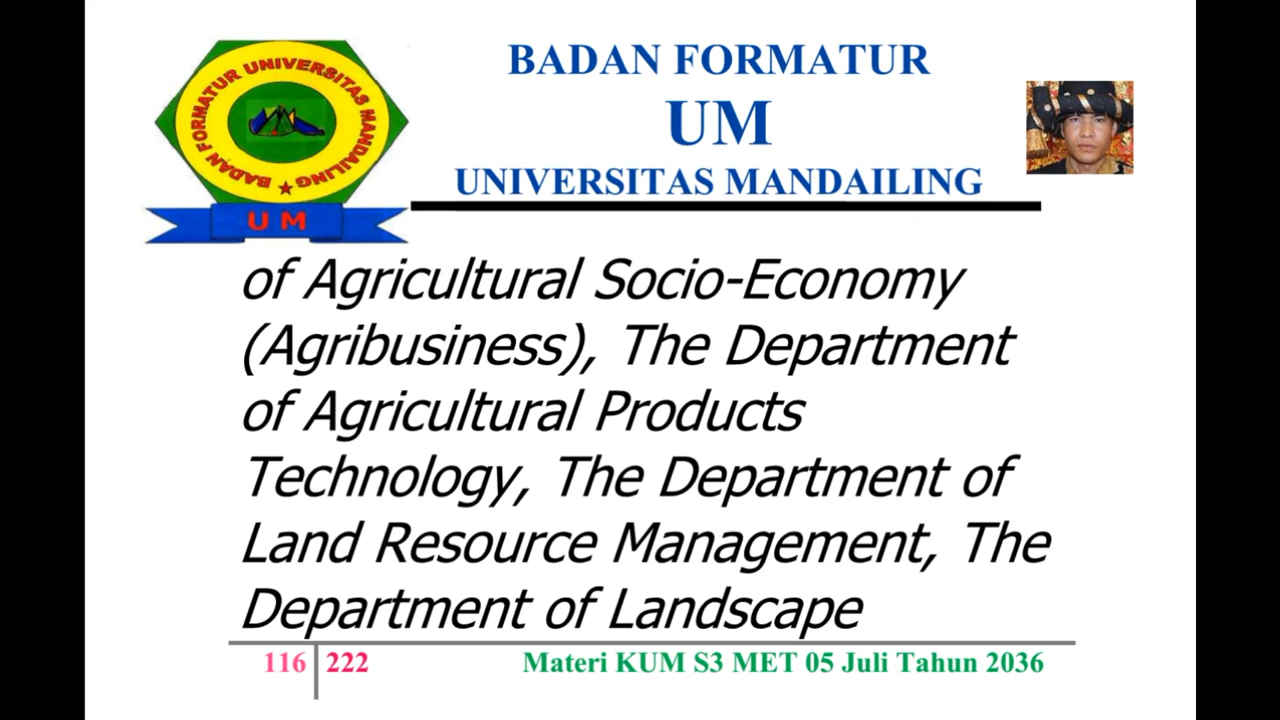 BADAN FORMATUR UNIVERSITAS MANDAILING
U M
BADAN FORMATUR
UM
UNIVERSITAS MANDAILING
of Agricultural Socio-Economy
(Agribusiness), The Department
of Agricultural Products
Technology, The Department of
Land Resource Management, The
Department of Landscape
116 222 Materi KUM S3 MET 05 Juli Tahun 2036